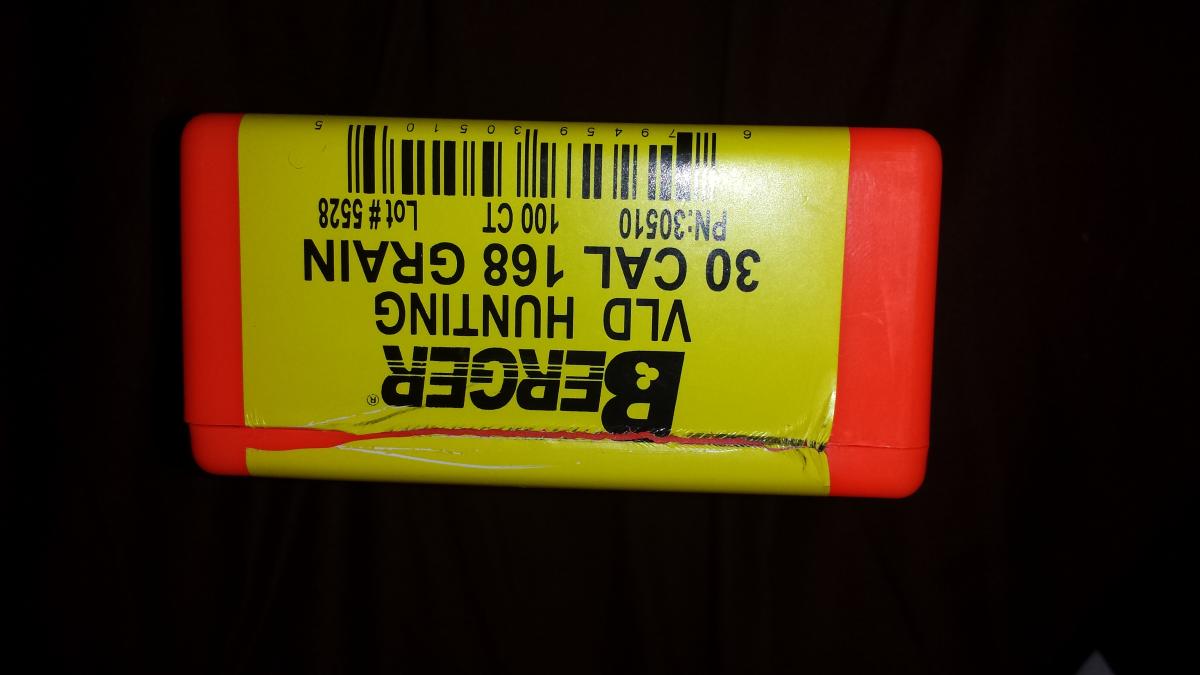 BERGER®
VLD HUNTING
30 CAL 168 GRAIN
PN:30510 100 CT Lot # 5528
6 79459 30510 5